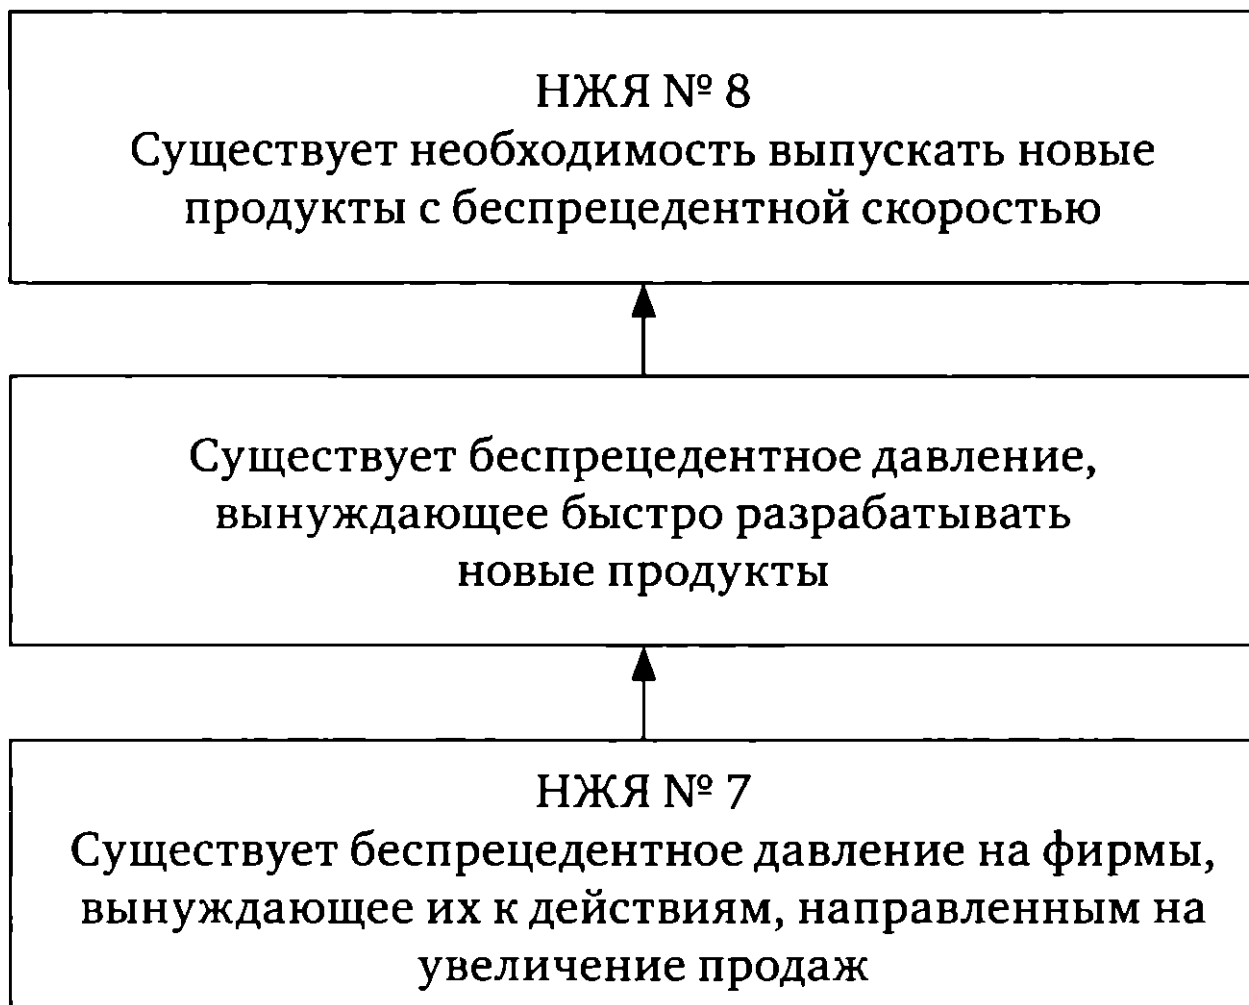 НЖЯ № 8
Существует необходимость выпускать новые
продукты с беспрецедентной скоростью
Существует беспрецедентное давление,
вынуждающее быстро разрабатывать
новые продукты
НЖЯ № 7
Существует беспрецедентное давление на фирмы,
вынуждающее их к действиям, направленным на
увеличение продаж